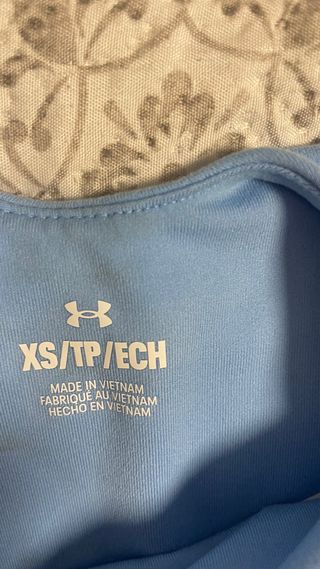 XS/TP/ECH
MADE IN VIETNAM
FABRIQUÉ AU VIETNAM
HECHO EN VIETNAM